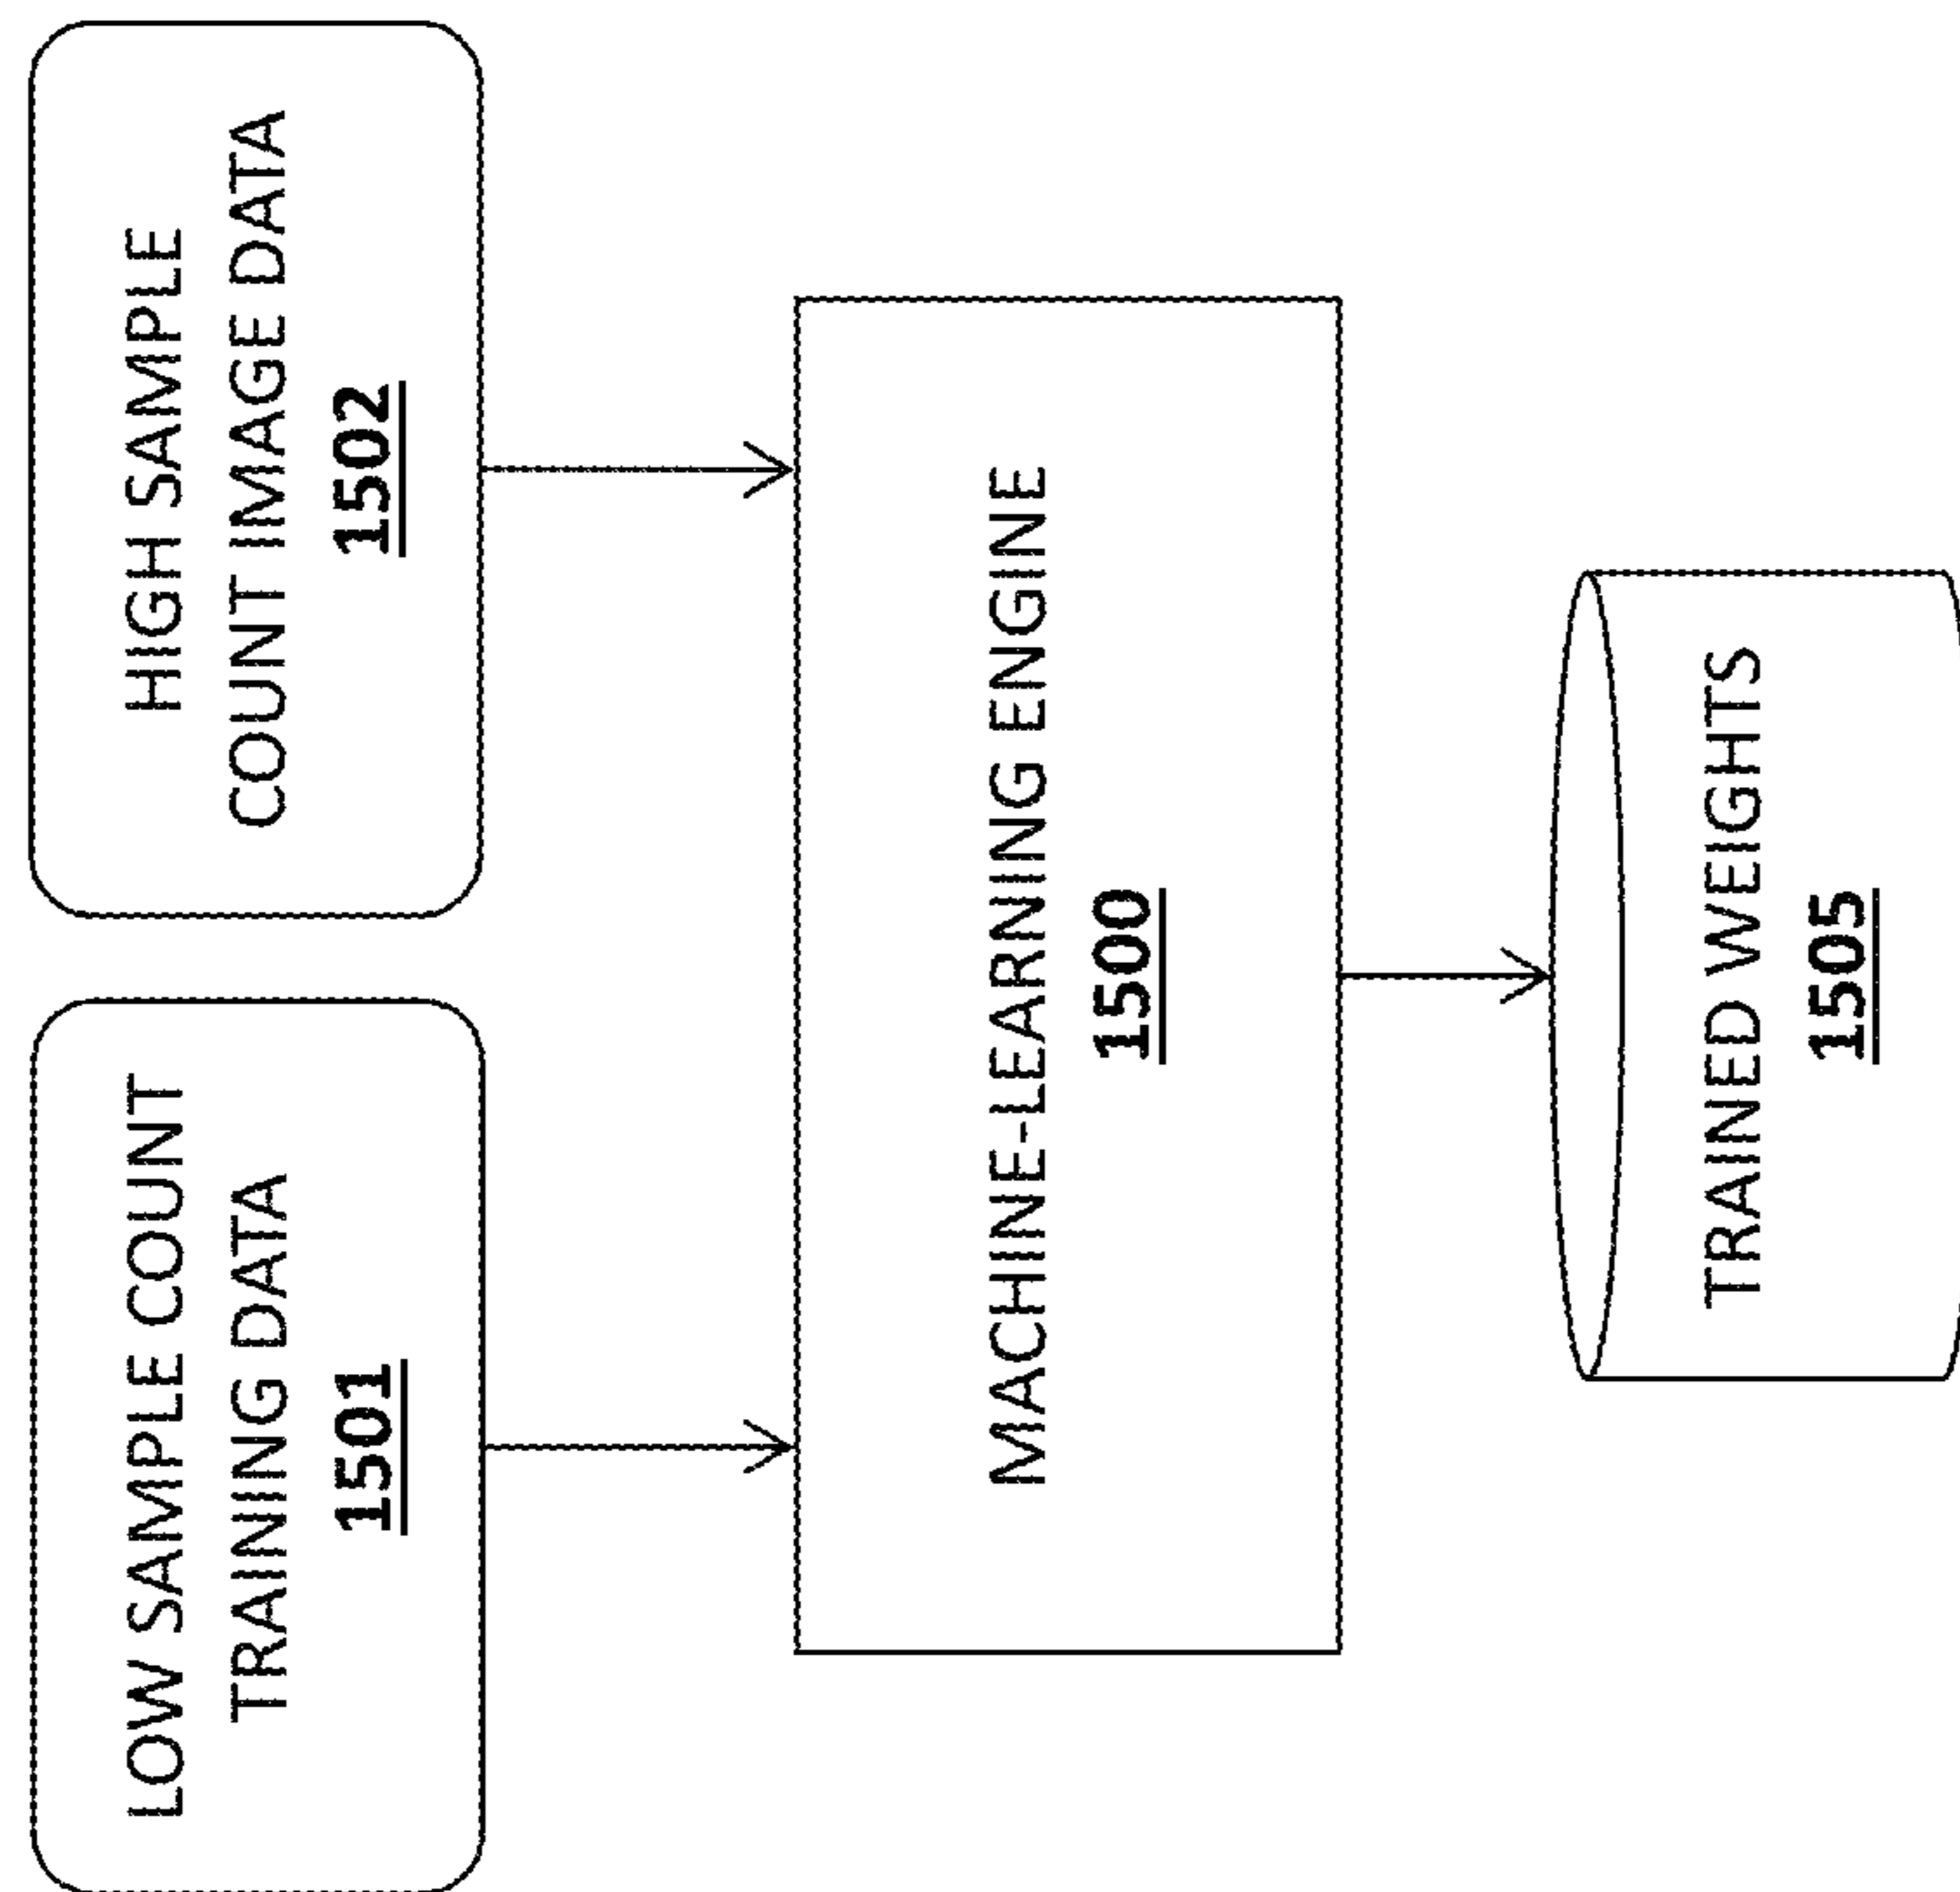 LOW SAMPLE COUNT
TRAINING DATA
1501
HIGH SAMPLE
COUNT IMAGE DATA
1502
MACHINE-LEARNING ENGINE
1500
TRAINED WEIGHTS
1505